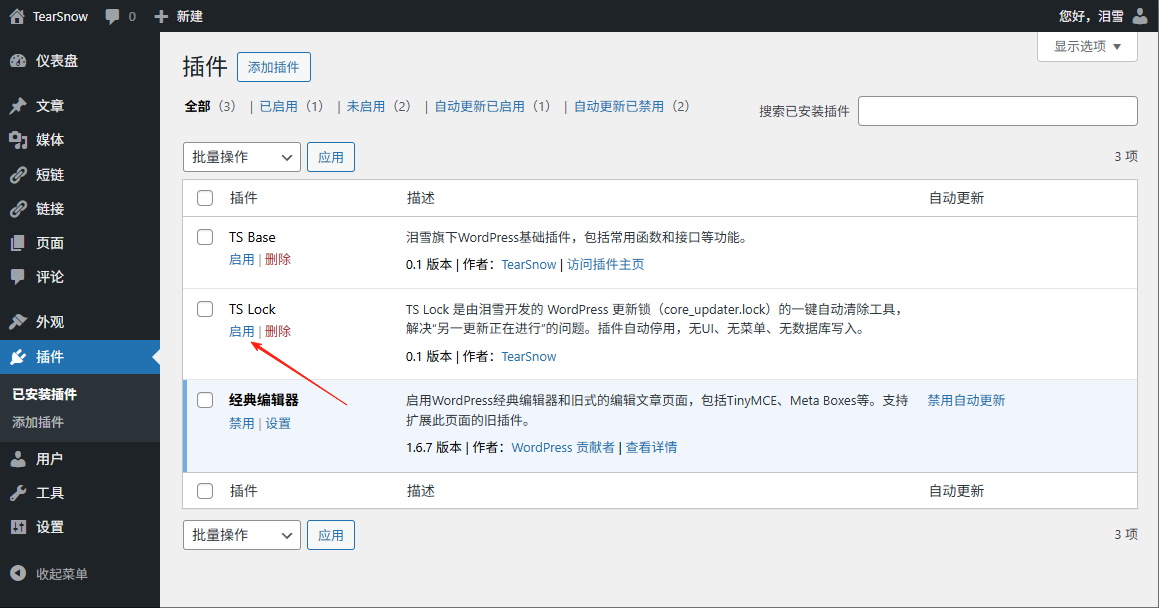 TearSnow 0 新建 您好，泪雪
显示选项
仪表盘
文章
媒体
短链
链接
页面
评论
外观
插件
已安装插件
添加插件
用户
工具
设置
收起菜单
插件 添加插件
全部（3） | 已启用（1） | 未启用（2） | 自动更新已启用（1） | 自动更新已禁用（2）
搜索已安装插件
批量操作 应用 3 项
插件 描述 自动更新
TS Base 泪雪旗下WordPress基础插件，包括常用函数和接口等功能。
启用 | 删除
0.1 版本 | 作者：TearSnow | 访问插件主页
TS Lock TS Lock 是由泪雪开发的 WordPress 更新锁（core_updater.lock）的一键自动清除工具，
启用 | 删除 解决“另一更新正在进行”的问题。插件自动停用，无UI、无菜单、无数据库写入。
0.1 版本 | 作者：TearSnow
经典编辑器 启用WordPress经典编辑器和旧式的编辑文章页面，包括TinyMCE、Meta Boxes等。支持 禁用自动更新
禁用 | 设置 扩展此页面的旧插件。
1.6.7 版本 | 作者：WordPress 贡献者 | 查看详情
插件 描述 自动更新
批量操作 应用 3 项